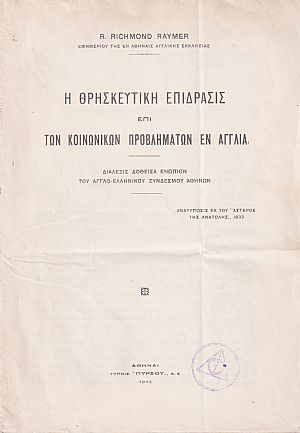 R. RICHMOND RAYMER
ΕΦΗΜΕΡΙΟΥ ΤΗΣ ΕΝ ΑΘΗΝΑΙΣ ΑΓΓΛΙΚΗΣ ΕΚΚΛΗΣΙΑΣ
Η ΘΡΗΣΚΕΥΤΙΚΗ ΕΠΙΔΡΑΣΙΣ
ΕΠΙ
ΤΩΝ ΚΟΙΝΩΝΙΚΩΝ ΠΡΟΒΛΗΜΑΤΩΝ ΕΝ ΑΓΓΛΙΑ
ΔΙΑΛΕΞΙΣ ΔΟΘΕΙΣΑ ΕΝΩΠΙΟΝ
ΤΟΥ ΑΓΓΛΟ-ΕΛΛΗΝΙΚΟΥ ΣΥΝΔΕΣΜΟΥ ΑΘΗΝΩΝ
ΑΝΑΤΥΠΩΣΙΣ ΕΚ ΤΟΥ "ΑΣΤΕΡΟΣ
ΤΗΣ ΑΝΑΤΟΛΗΣ, 1933
ΑΘΗΝΑΙ
ΤΥΠΟΙΣ "ΠΥΡΣΟΥ", Α. Ε
1933